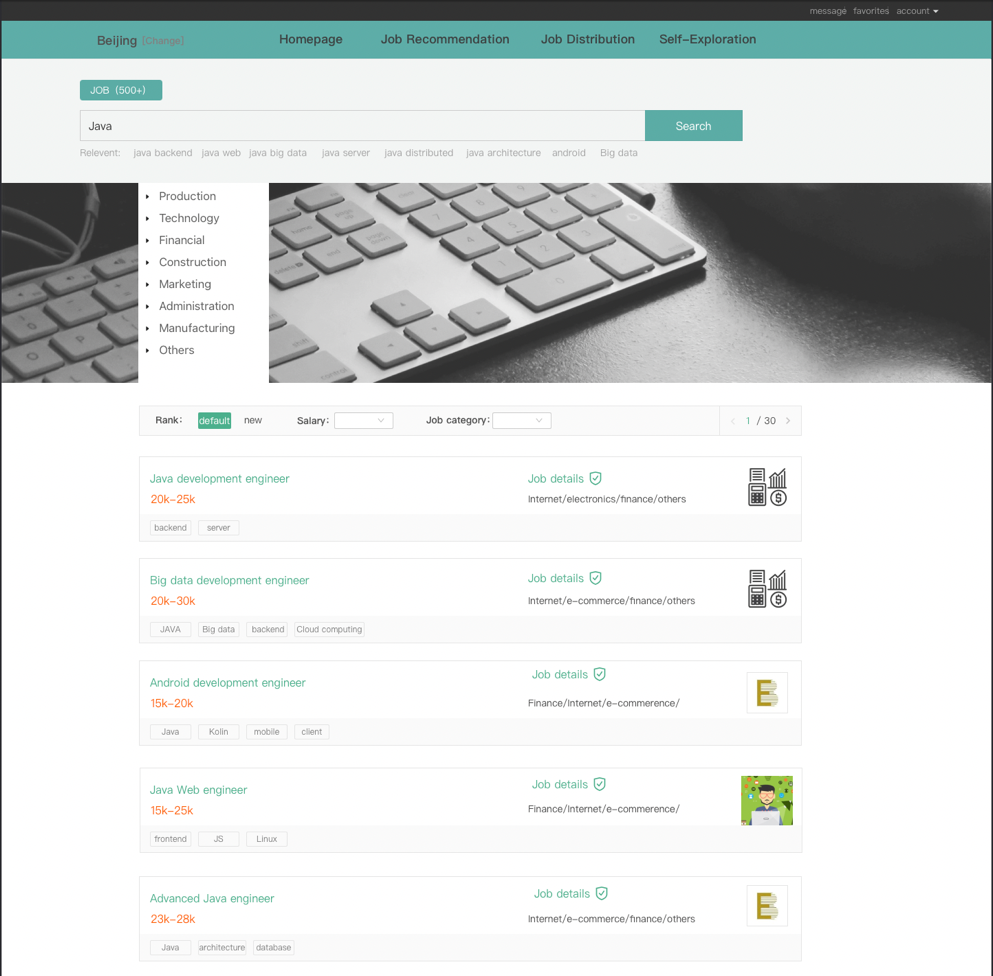 message favorites account
Beijing [Change] Homepage Job Recommendation Job Distribution Self-Exploration
JOB (500+)
Java Search
Relevent: java backend java web java big data java server java distributed java architecture android Big data
Production
Technology
Financial
Construction
Marketing
Administration
Manufacturing
Others
Rank: default new Salary: Job category: 1 / 30
Java development engineer Job details
20k-25k Internet/electronics/finance/others
backend server
Big data development engineer Job details
20k-30k Internet/e-commerce/finance/others
JAVA Big data backend Cloud computing
Android development engineer Job details
15k-20k Finance/Internet/e-commerence/
Java Kolin mobile client
Java Web engineer Job details
15k-25k Finance/Internet/e-commerence/
frontend JS Linux
Advanced Java engineer Job details
23k-28k Internet/e-commerce/finance/others
Java architecture database